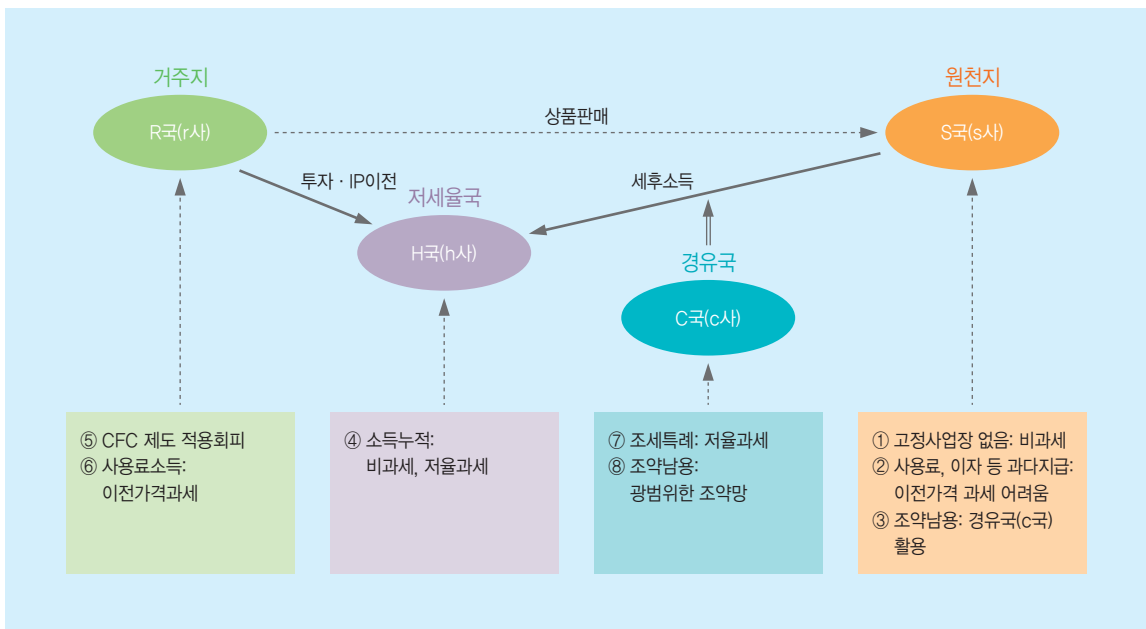 거주지
원천지
R국(r사)
상품판매
S국(s사)
투자 · IP이전
세후소득
저세율국
H국(h사)
경유국
C국(c사)
⑤ CFC 제도 적용회피
⑥ 사용료소득:
이전가격과세
④ 소득누적:
비과세, 저율과세
⑦ 조세특례: 저율과세
⑧ 조약남용:
광범위한 조약망
① 고정사업장 없음: 비과세
② 사용료, 이자 등 과다지급:
이전가격 과세 어려움
③ 조약남용: 경유국(c국)
활용